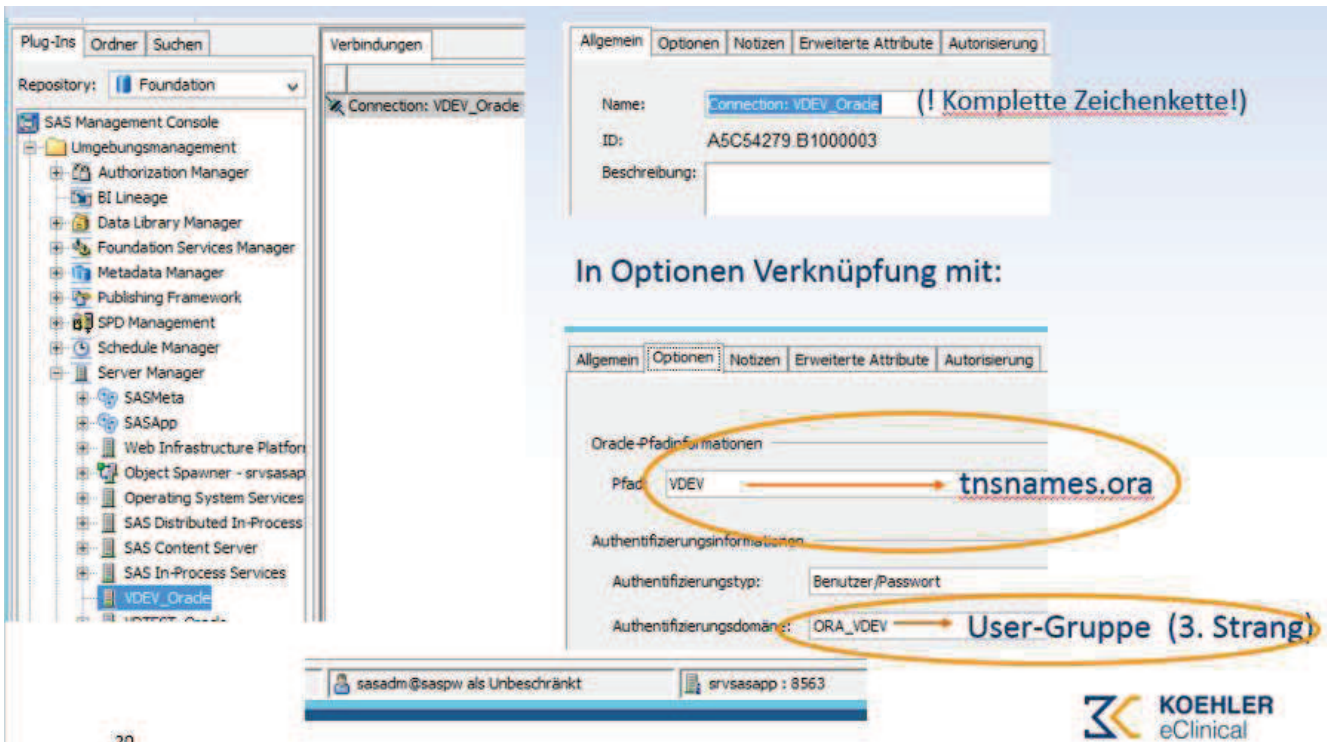 Plug-Ins Ordner Suchen
Repository: Foundation
SAS Management Console
Umgebungsmanagement
Authorization Manager
BI Lineage
Data Library Manager
Foundation Services Manager
Metadata Manager
Publishing Framework
SPD Management
Schedule Manager
Server Manager
SASMeta
SASApp
Web Infrastructure Platfor
Object Spawner - srvsasap
Operating System Services
SAS Distributed In-Process
SAS Content Server
SAS In-Process Services
VDEV_Oracle
Verbindungen
Connection: VDEV_Oracle
Allgemein Optionen Notizen Erweiterte Attribute Autorisierung
Name: Connection: VDEV_Oracle (! Komplette Zeichenkette!)
ID: A5C54279.B1000003
Beschreibung:
In Optionen Verknüpfung mit:
Allgemein Optionen Notizen Erweiterte Attribute Autorisierung
Oracle-Pfadinformationen
Pfad: VDEV tnsnames.ora
Authentifizierungsinformationen
Authentifizierungstyp: Benutzer/Passwort
Authentifizierungsdomäne: ORA_VDEV User-Gruppe (3. Strang)
sasadm@saspw als Unbeschränkt srvsasapp : 8563
KOEHLER
eClinical